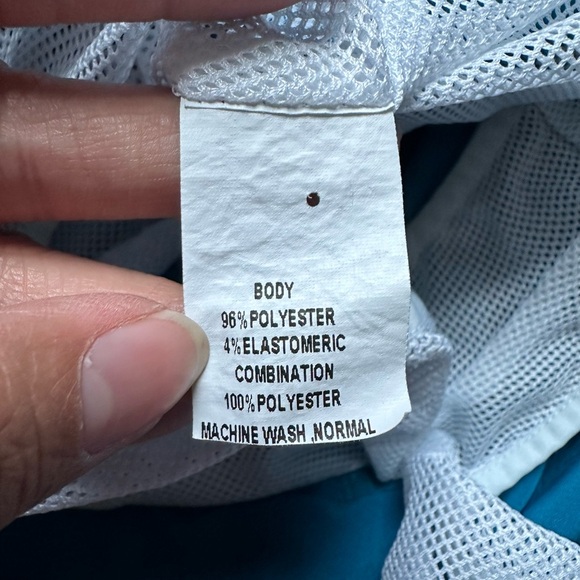 BODY
96% POLYESTER
4% ELASTOMERIC
COMBINATION
100% POLYESTER
MACHINE WASH ,NORMAL